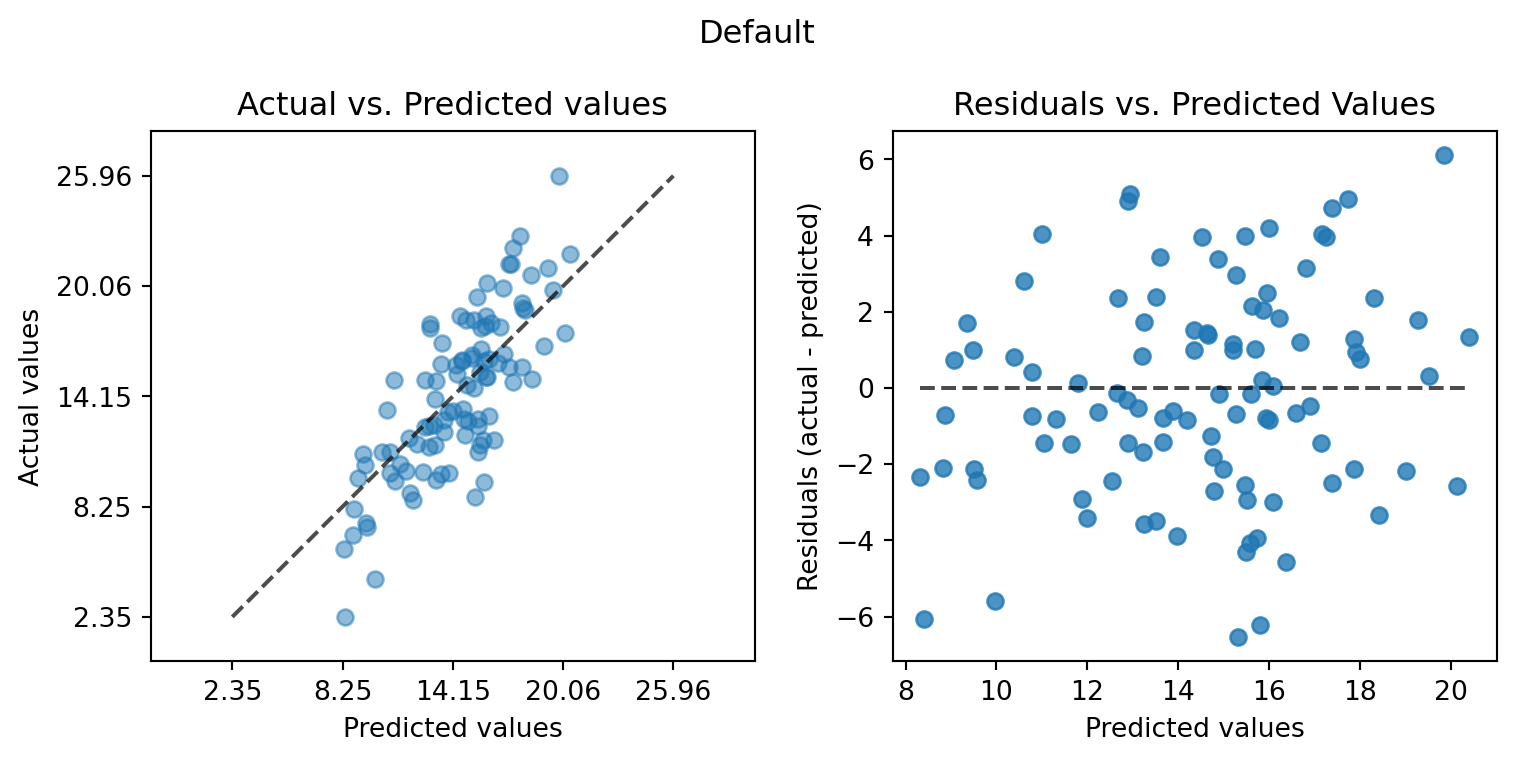 Default
Actual vs. Predicted values
Actual values
25.96
20.06
14.15
8.25
2.35
2.35 8.25 14.15 20.06 25.96
Predicted values
Residuals vs. Predicted Values
Residuals (actual - predicted)
6
4
2
0
−2
−4
−6
8 10 12 14 16 18 20
Predicted values